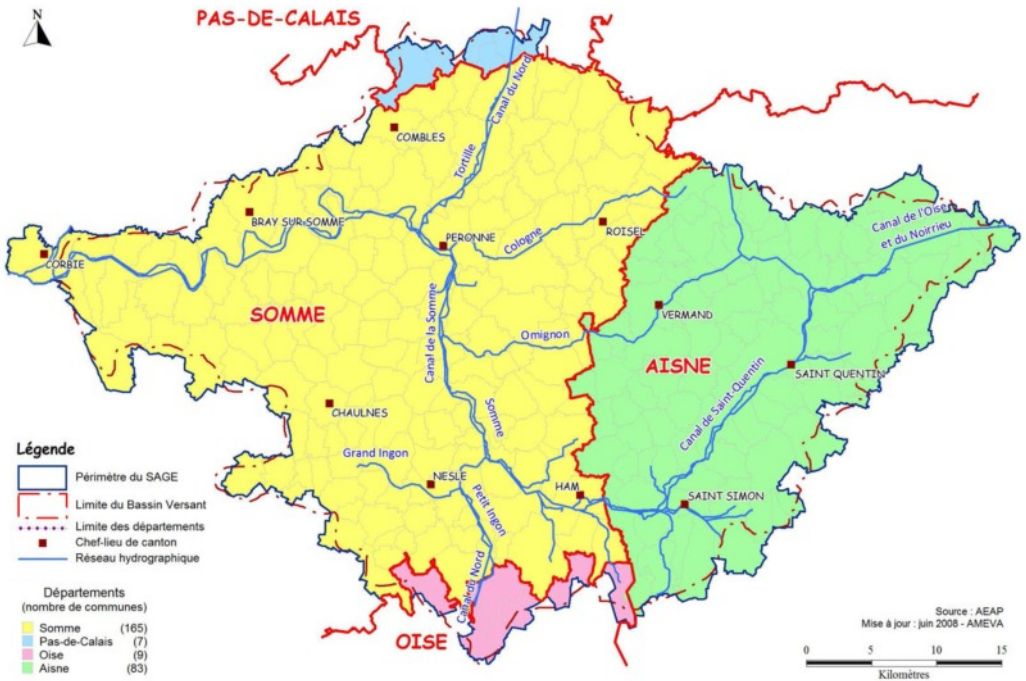 N
PAS-DE-CALAIS
Canal du Nord
COMBLES
Tortille
BRAY SUR SOMME
PERONNE
Cologne
ROISEL
Canal de l'Oise
et du Noirrieu
CORBIE
SOMME
Canal de la Somme
Omignon
VERMAND
AISNE
SAINT QUENTIN
Canal de Saint-Quentin
CHAULNES
Somme
Grand Ingon
NESLE
Petit Ingon
HAM
SAINT SIMON
Canal du Nord
OISE
Légende
Périmètre du SAGE
Limite du Bassin Versant
Limite des départements
Chef-lieu de canton
Réseau hydrographique
Départements
(nombre de communes)
Somme (165)
Pas-de-Calais (7)
Oise (9)
Aisne (83)
Source : AEAP
Mise à jour : juin 2008 - AMEVA
0 5 10 15
Kilomètres